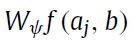 W_ψ f (a_j, b)